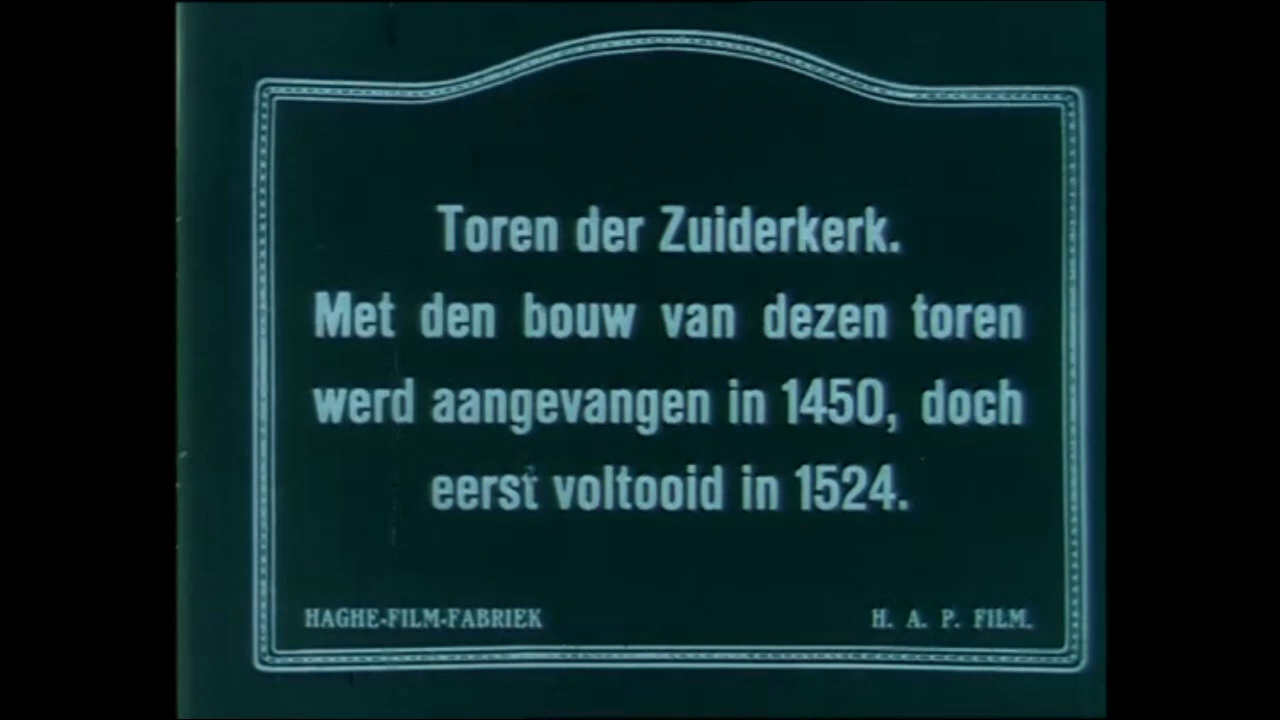 Toren der Zuiderkerk.
Met den bouw van dezen toren
werd aangevangen in 1450, doch
eerst voltooid in 1524.
HAGHE-FILM-FABRIEK
H. A. P. FILM.